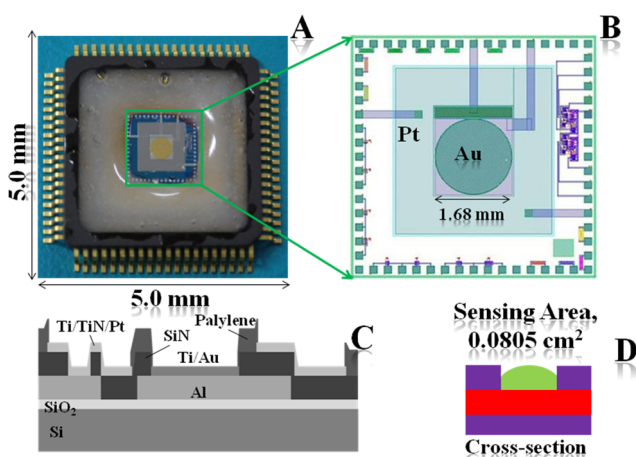 A
B
5.0 mm
5.0 mm
Pt
Au
1.68 mm
Ti/TiN/Pt
SiN
Palylene
C
Ti/Au
Al
SiO2
Si
Sensing Area,
0.0805 cm2
D
Cross-section